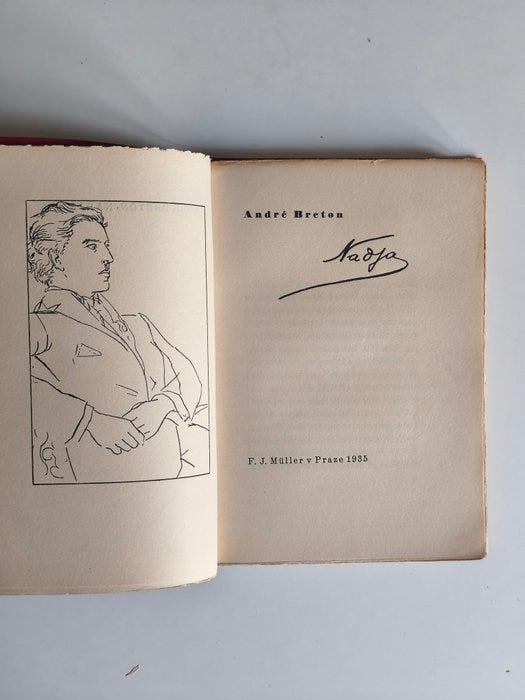 André Breton
Nadja
F. J. Müller v Praze 1935